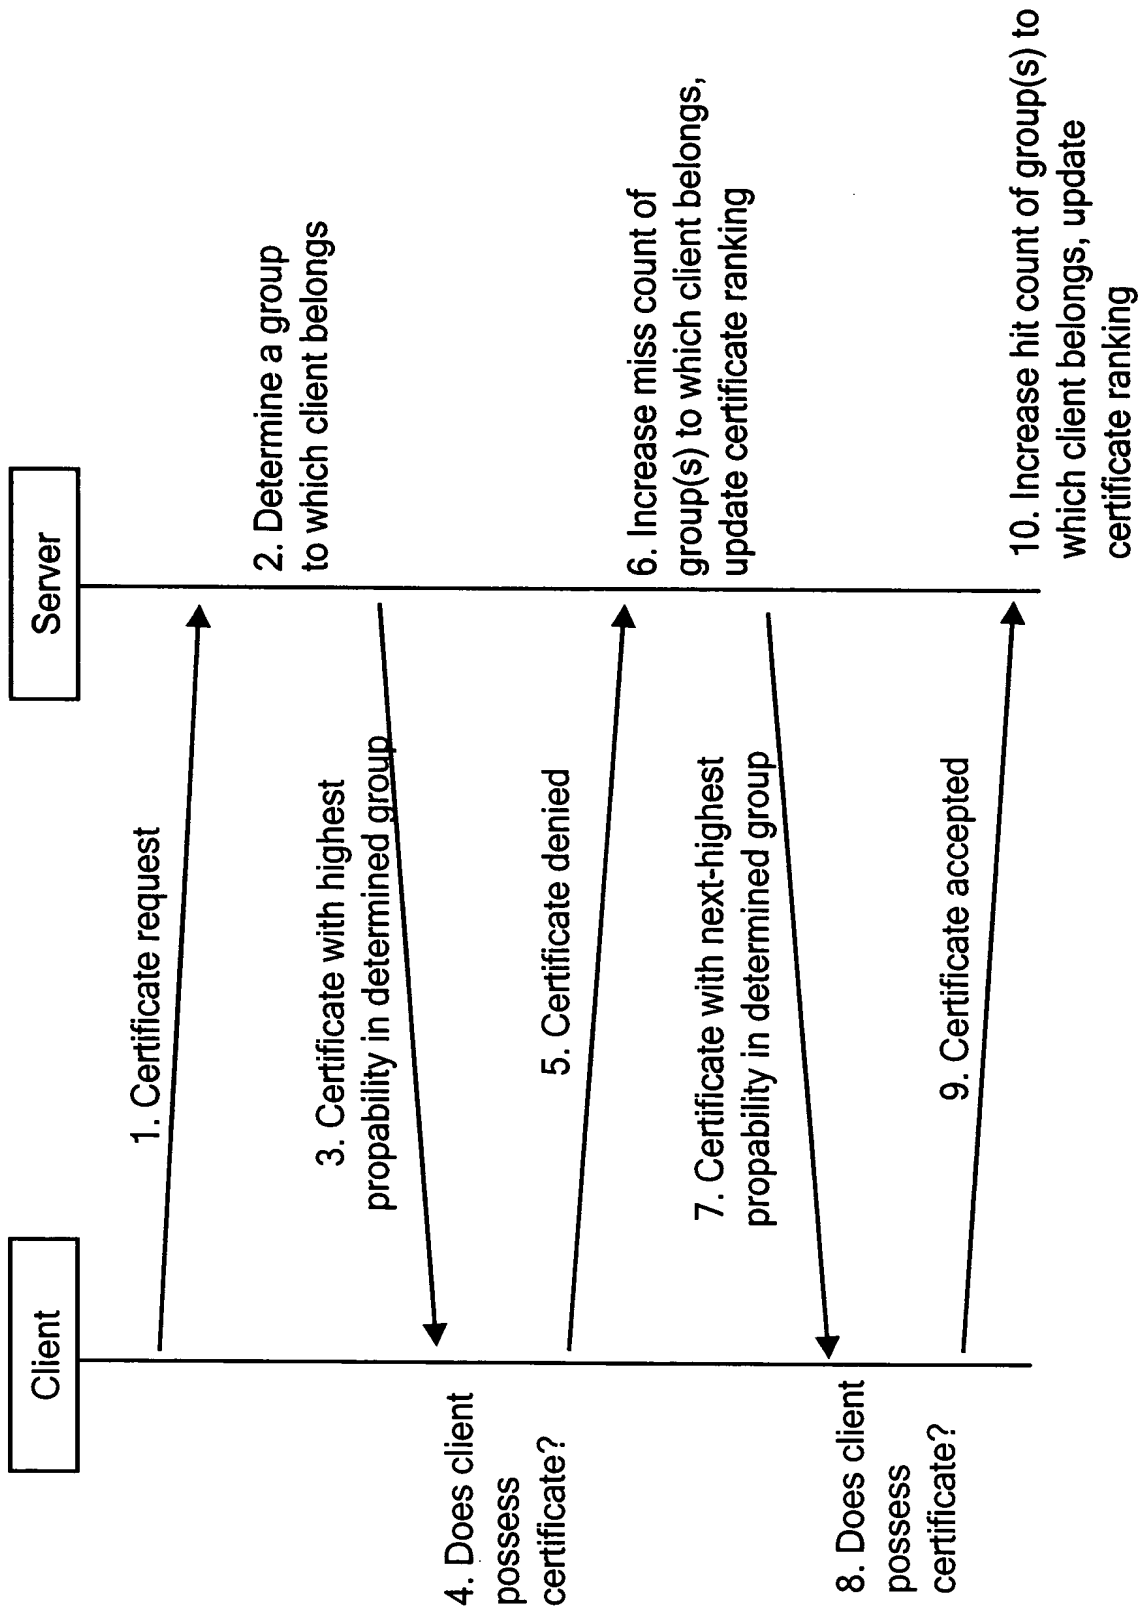 Client
Server
1. Certificate request
2. Determine a group
to which client belongs
3. Certificate with highest
propability in determined group
4. Does client
possess
certificate?
5. Certificate denied
6. Increase miss count of
group(s) to which client belongs,
update certificate ranking
7. Certificate with next-highest
propability in determined group
8. Does client
possess
certificate?
9. Certificate accepted
10. Increase hit count of group(s) to
which client belongs, update
certificate ranking